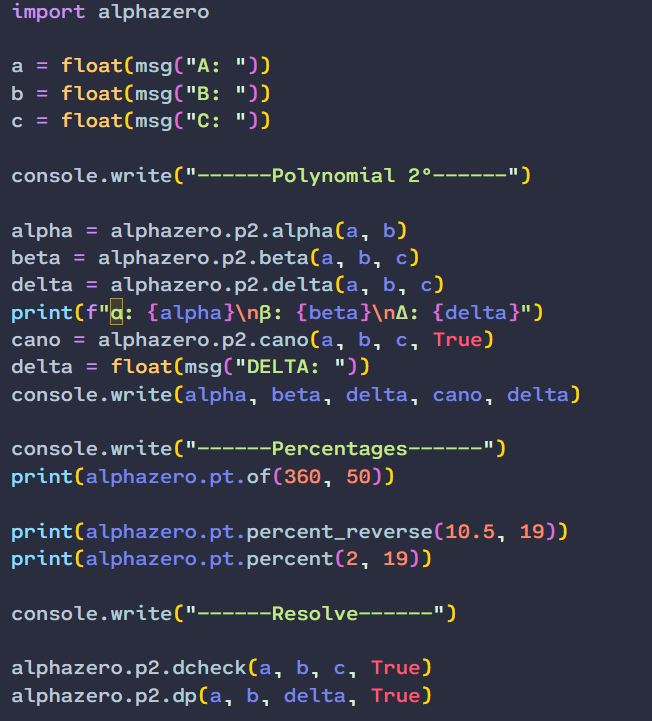 import alphazero
a = float(msg("A: "))
b = float(msg("B: "))
c = float(msg("C: "))
console.write("------Polynomial 2°------")
alpha = alphazero.p2.alpha(a, b)
beta = alphazero.p2.beta(a, b, c)
delta = alphazero.p2.delta(a, b, c)
print(f"α: {alpha}\nβ: {beta}\nΔ: {delta}")
cano = alphazero.p2.cano(a, b, c, True)
delta = float(msg("DELTA: "))
console.write(alpha, beta, delta, cano, delta)
console.write("------Percentages------")
print(alphazero.pt.of(360, 50))
print(alphazero.pt.percent_reverse(10.5, 19))
print(alphazero.pt.percent(2, 19))
console.write("------Resolve------")
alphazero.p2.dcheck(a, b, c, True)
alphazero.p2.dp(a, b, delta, True)